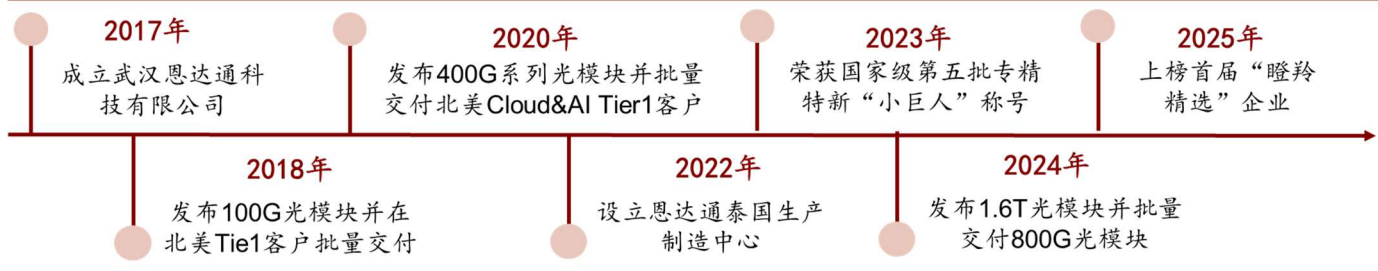 2017年
成立武汉恩达通科
技有限公司
2018年
发布100G光模块并在
北美Tie1客户批量交付
2020年
发布400G系列光模块并批量
交付北美Cloud&AI Tier1客户
2022年
设立恩达通泰国生产
制造中心
2023年
荣获国家级第五批专精
特新“小巨人”称号
2024年
发布1.6T光模块并批量
交付800G光模块
2025年
上榜首届“瞪羚
精选”企业